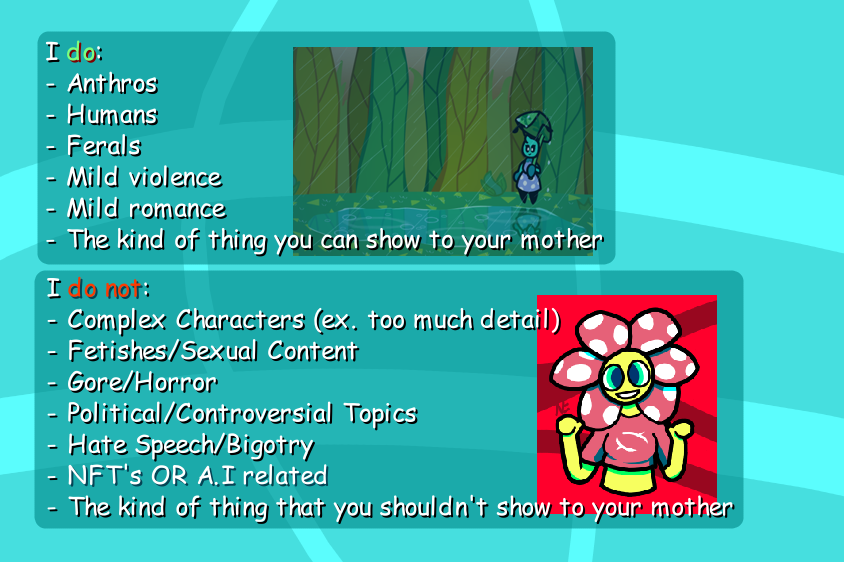 I do:
- Anthros
- Humans
- Ferals
- Mild violence
- Mild romance
- The kind of thing you can show to your mother
I do not:
- Complex Characters (ex. too much detail)
- Fetishes/Sexual Content
- Gore/Horror
- Political/Controversial Topics
- Hate Speech/Bigotry
- NFT's OR A.I related
- The kind of thing that you shouldn't show to your mother